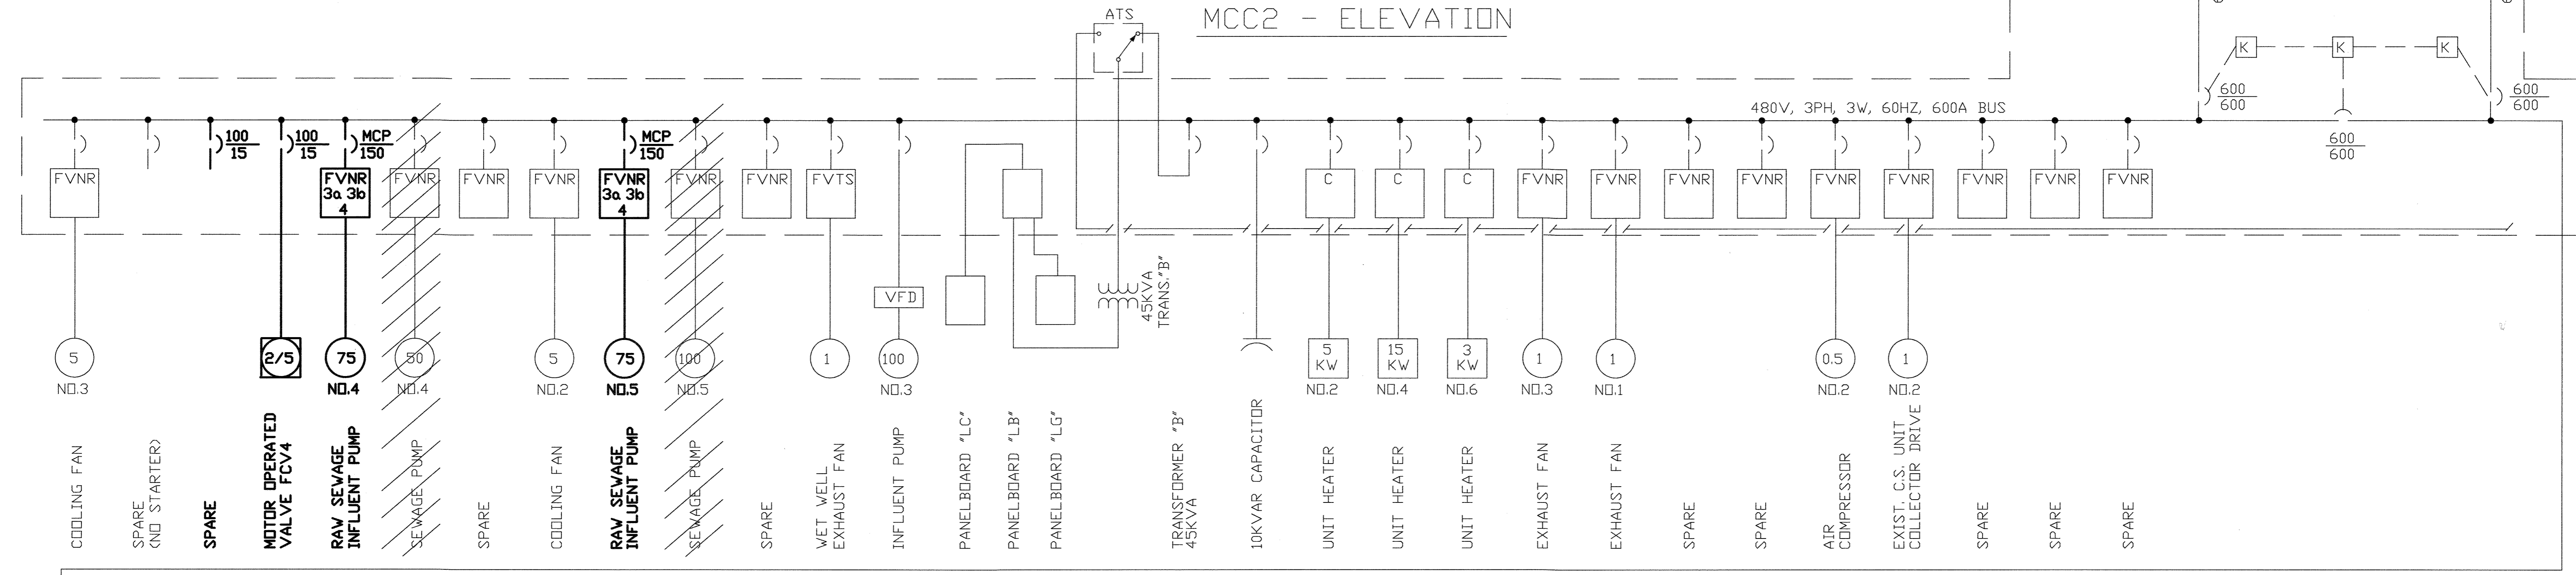 ATS
MCC2 - ELEVATION
K
K
K
600
600
600
600
480V, 3PH, 3W, 60HZ, 600A BUS
600
600
100
15
100
15
MCP
150
MCP
150
FVNR
FVNR
3a 3b
4
FVNR
FVNR
FVNR
FVNR
3a 3b
4
FVNR
FVNR
FVTS
C
C
C
FVNR
FVNR
FVNR
FVNR
FVNR
FVNR
FVNR
FVNR
FVNR
VFD
45KVA
TRANS."B"
5
NO.3
2/5
75
NO.4
50
NO.4
5
NO.2
75
NO.5
100
NO.5
1
100
NO.3
5
KW
NO.2
15
KW
NO.4
3
KW
NO.6
1
NO.3
1
NO.1
0.5
NO.2
1
NO.2
COOLING FAN
SPARE
(NO STARTER)
SPARE
MOTOR OPERATED
VALVE FCV4
RAW SEWAGE
INFLUENT PUMP
SEWAGE PUMP
SPARE
COOLING FAN
RAW SEWAGE
INFLUENT PUMP
SEWAGE PUMP
SPARE
WET WELL
EXHAUST FAN
INFLUENT PUMP
PANELBOARD "LC"
PANELBOARD "LB"
PANELBOARD "LG"
TRANSFORMER "B"
45KVA
10KVAR CAPACITOR
UNIT HEATER
UNIT HEATER
UNIT HEATER
EXHAUST FAN
EXHAUST FAN
SPARE
SPARE
AIR
COMPRESSOR
EXIST. C.S. UNIT
COLLECTOR DRIVE
SPARE
SPARE
SPARE